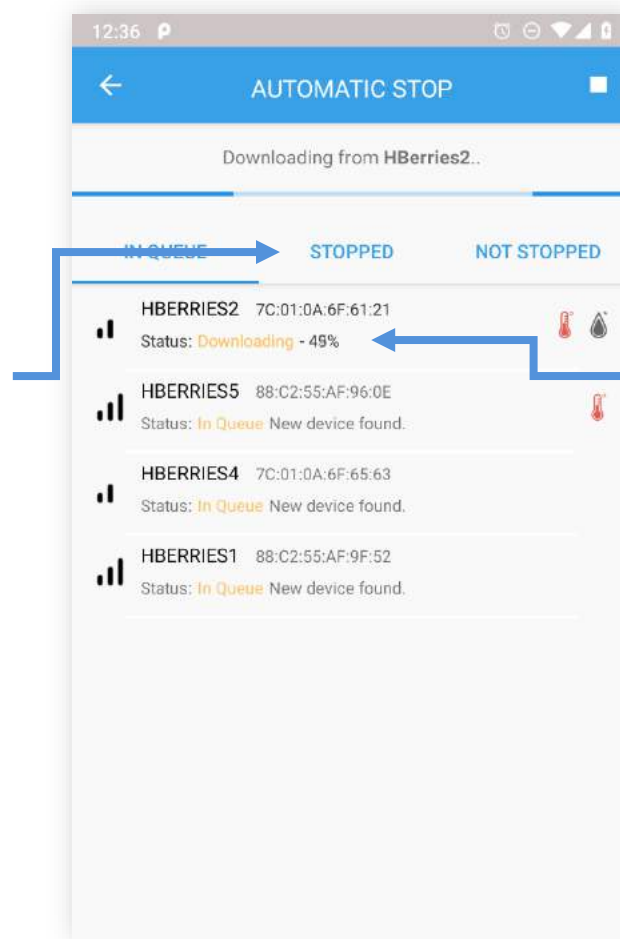 12:36
AUTOMATIC STOP
Downloading from HBerries2..
IN QUEUE STOPPED NOT STOPPED
HBERRIES2 7C:01:0A:6F:61:21
Status: Downloading - 45%
HBERRIES5 88:C2:55:AF:96:0E
Status: In Queue New device found.
HBERRIES4 7C:01:0A:6F:65:63
Status: In Queue New device found.
HBERRIES1 88:C2:55:AF:9F:52
Status: In Queue New device found.